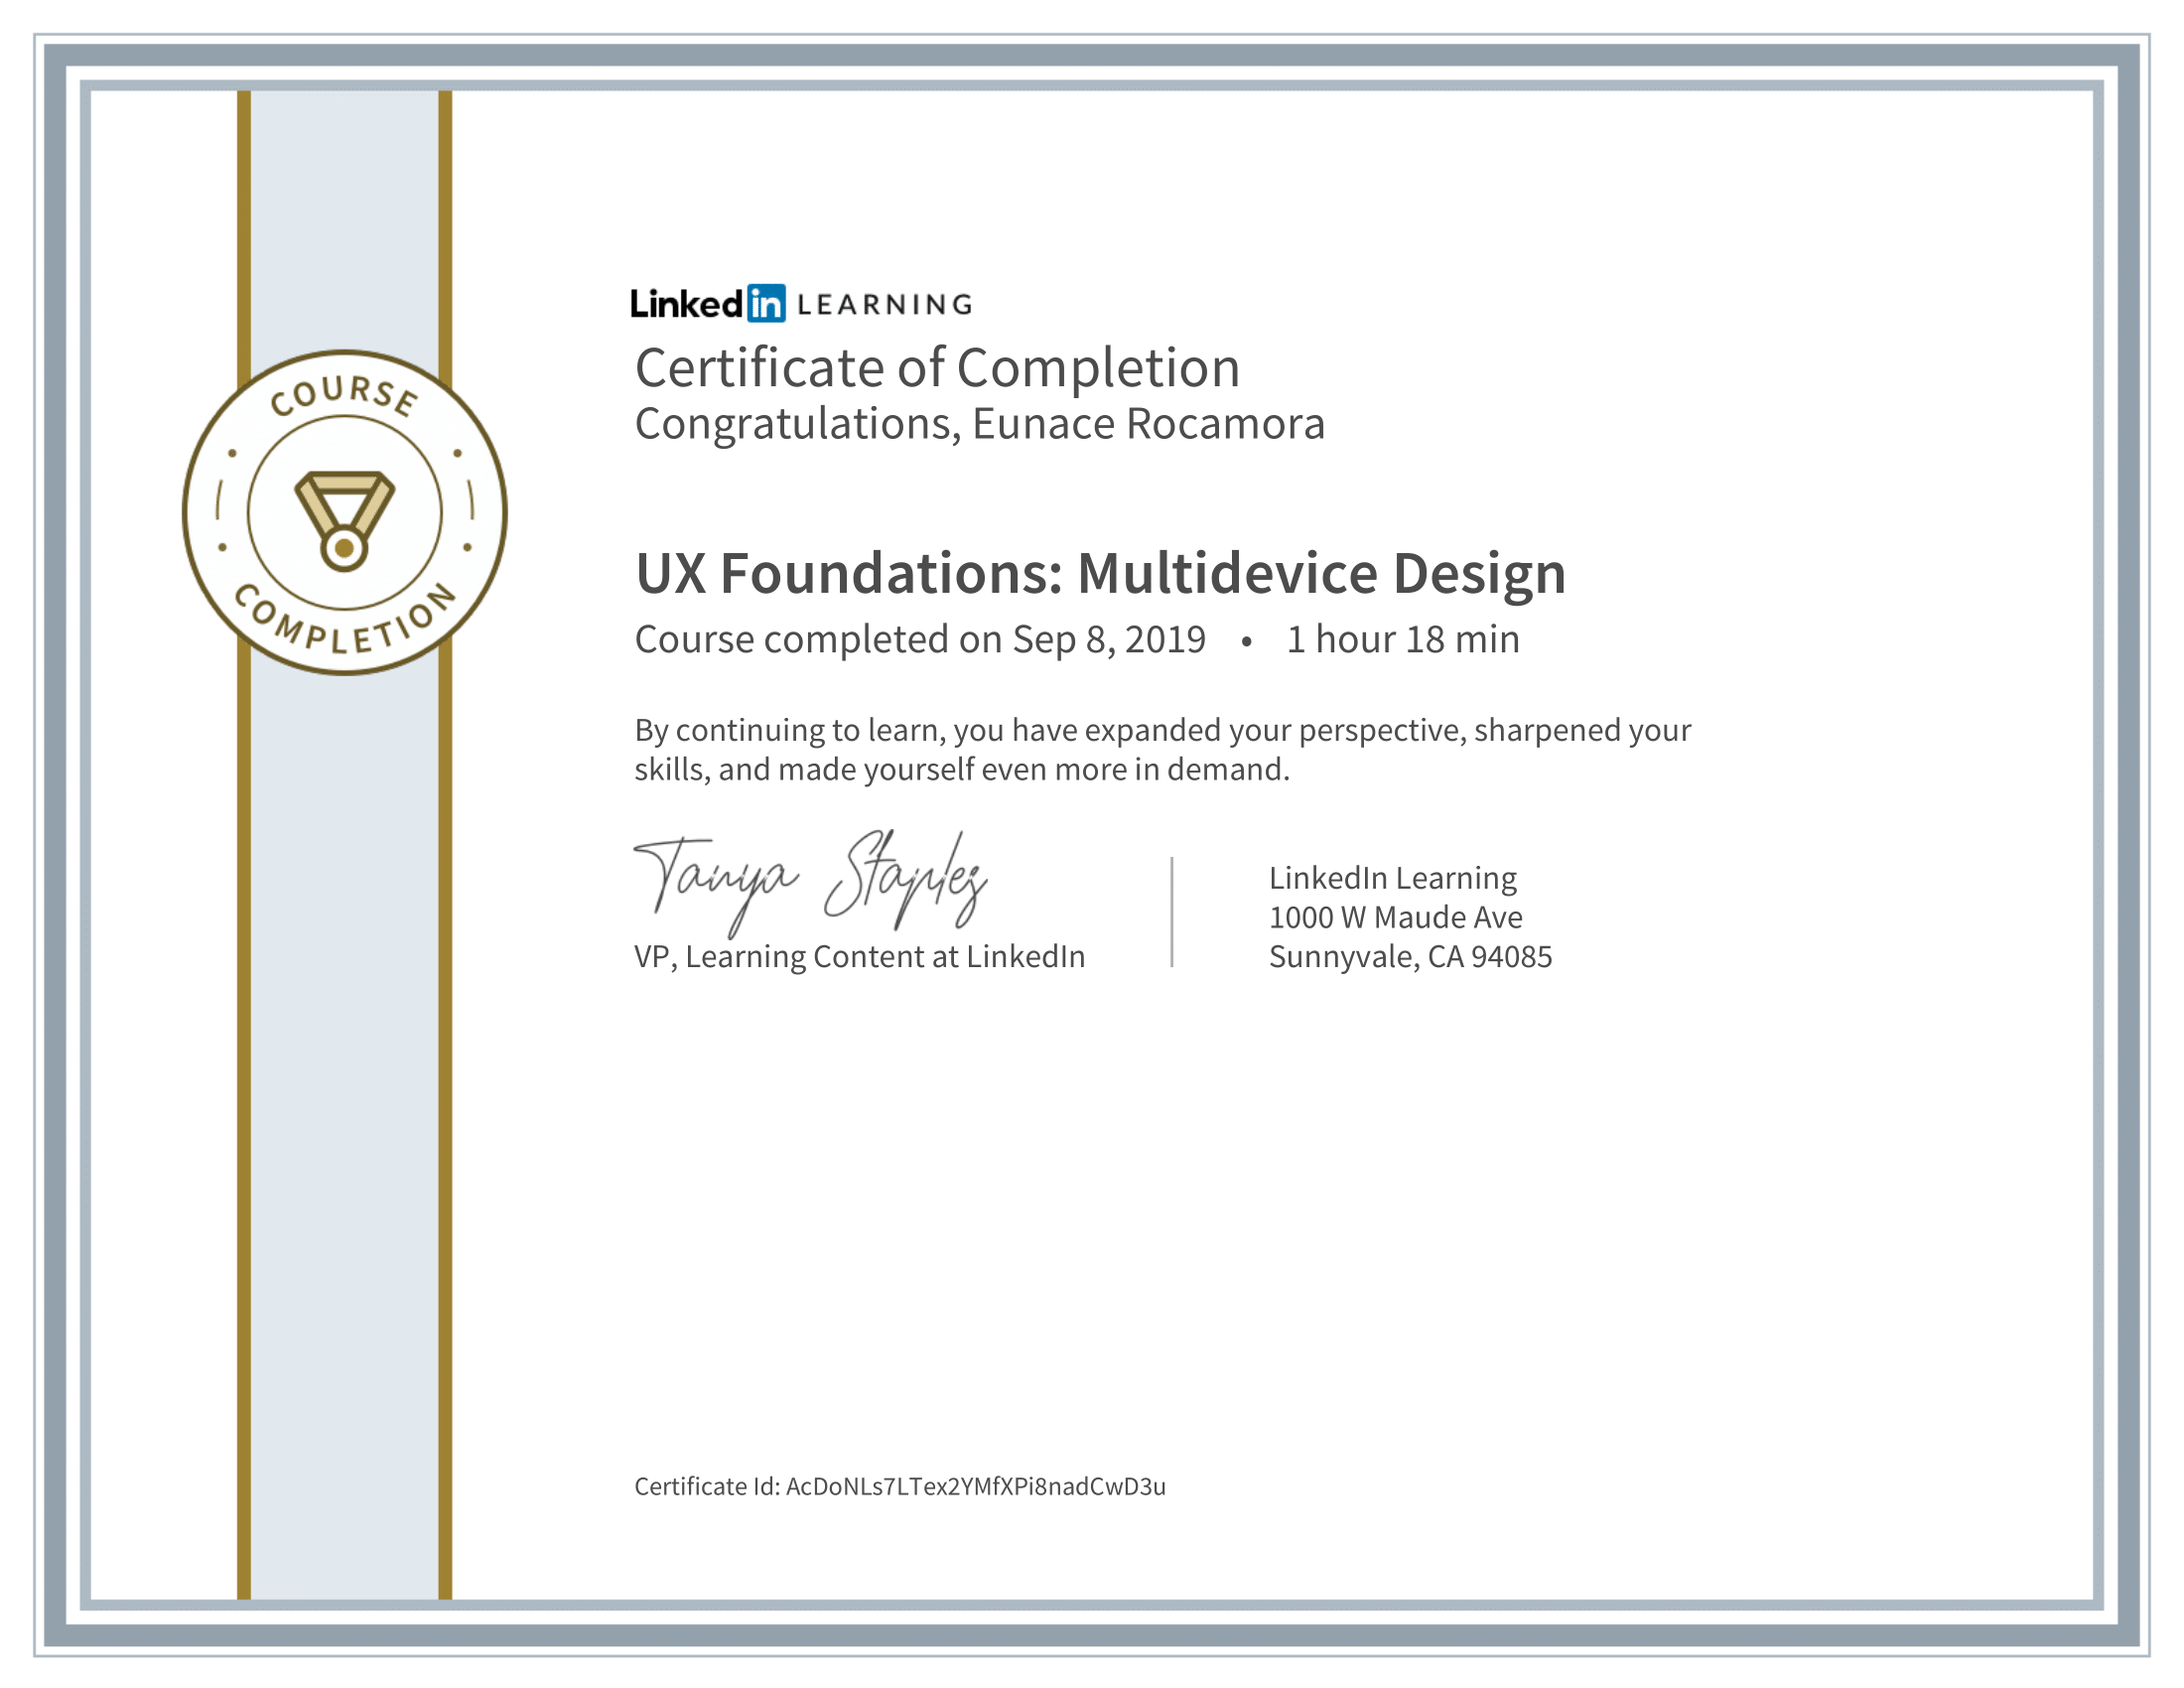 COURSE
COMPLETION
Linkedin LEARNING
Certificate of Completion
Congratulations, Eunace Rocamora
UX Foundations: Multidevice Design
Course completed on Sep 8, 2019 • 1 hour 18 min
By continuing to learn, you have expanded your perspective, sharpened your
skills, and made yourself even more in demand.
Tanya Staples
VP, Learning Content at LinkedIn
LinkedIn Learning
1000 W Maude Ave
Sunnyvale, CA 94085
Certificate Id: AcDoNLs7LTex2YMfXPi8nadCwD3u